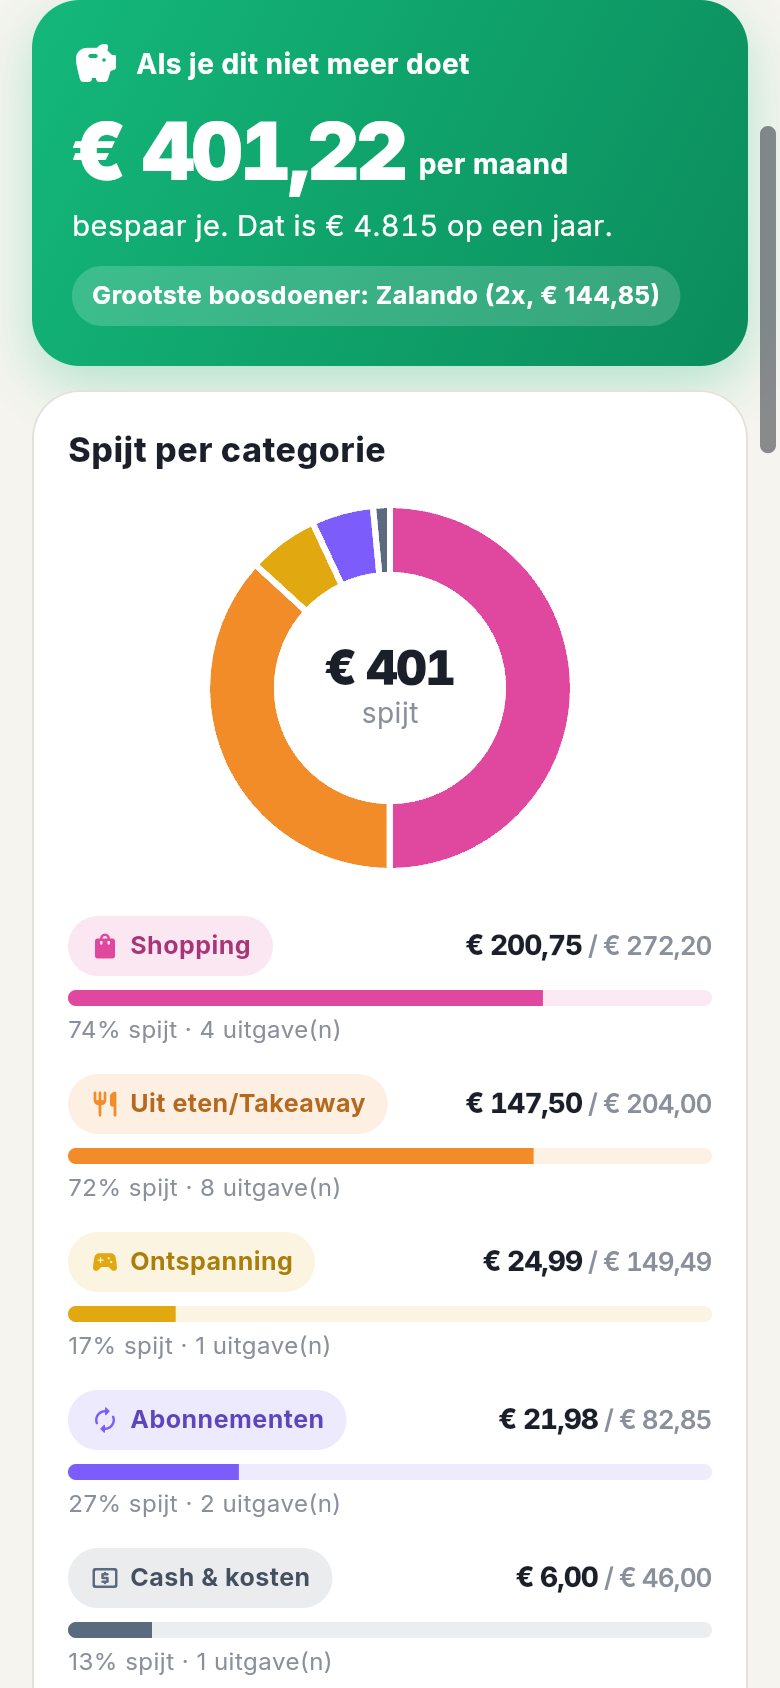 Als je dit niet meer doet
€ 401,22 per maand
bespaar je. Dat is € 4.815 op een jaar.
Grootste boosdoener: Zalando (2x, € 144,85)
Spijt per categorie
€ 401
spijt
Shopping € 200,75 / € 272,20
74% spijt · 4 uitgave(n)
Uit eten/Takeaway € 147,50 / € 204,00
72% spijt · 8 uitgave(n)
Ontspanning € 24,99 / € 149,49
17% spijt · 1 uitgave(n)
Abonnementen € 21,98 / € 82,85
27% spijt · 2 uitgave(n)
Cash & kosten € 6,00 / € 46,00
13% spijt · 1 uitgave(n)